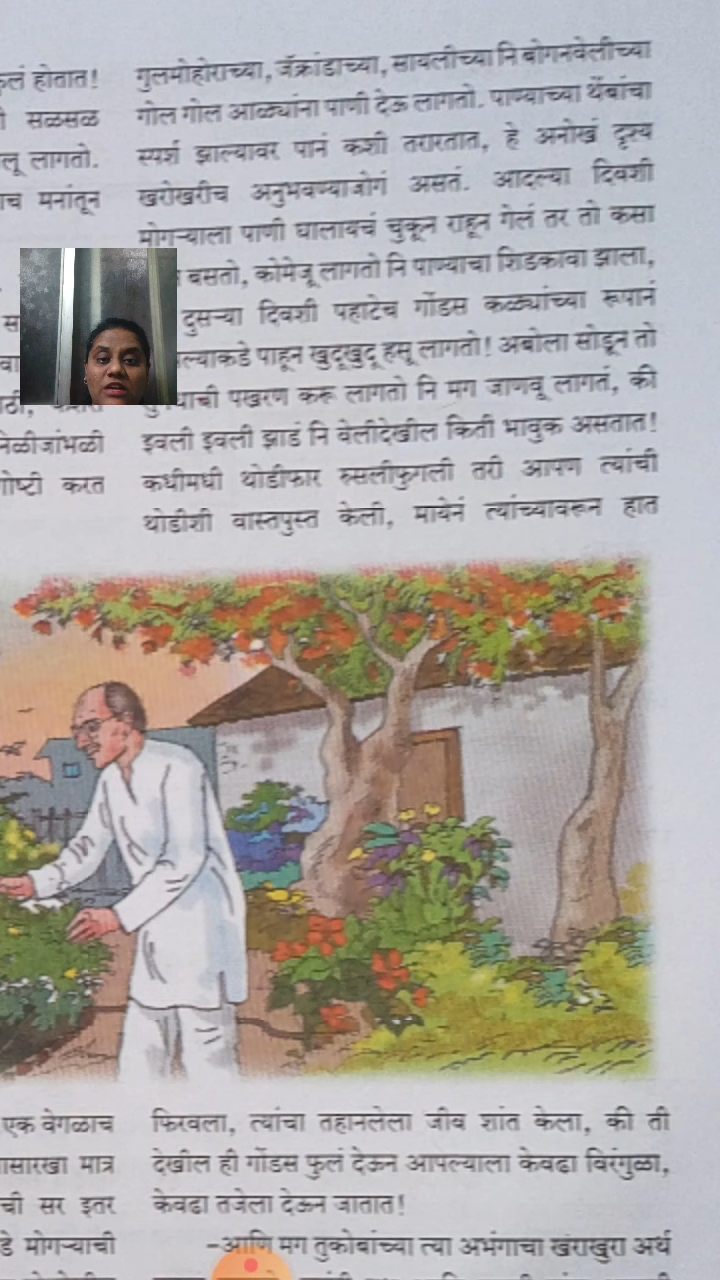 लं होतात!
सळसळ
लू लागतो.
च मनांतून
नेळीजांभळी
गोष्टी करत
एक वेगळाच
ासारखा मात्र
ची सर इतर
डे मोगऱ्याची
गुलमोहोराच्या, जॅक्रांडाच्या, सायलीच्या नि बोगनवेलीच्या
गोल गोल आळ्यांना पाणी देऊ लागतो. पाण्याच्या थेंबांचा
स्पर्श झाल्यावर पानं कशी तरारतात, हे अनोखं दृश्य
खरोखरीच अनुभवण्याजोगं असतं. आदल्या दिवशी
मोगऱ्याला पाणी घालायचं चुकून राहून गेलं तर तो कसा
बसतो, कोमेजू लागतो नि पाण्याचा शिडकावा झाला,
दुसऱ्या दिवशी पहाटेच गोंडस कळ्यांच्या रूपानं
ल्याकडे पाहून खुदूखुदू हसू लागतो! अबोला सोडून तो
पखरण करू लागतो नि मग जाणवू लागतं, की
इवली इवली झाडं नि वेलीदेखील किती भावुक असतात!
कधीमधी थोडीफार रुसलीफुगली तरी आपण त्यांची
थोडीशी वास्तपुस्त केली, मायेनं त्यांच्यावरून हात
फिरवला, त्यांचा तहानलेला जीव शांत केला, की ती
देखील ही गोंडस फुलं देऊन आपल्याला केवढा विरंगुळा,
केवढा तजेला देऊन जातात!
-आणि मग तुकोबांच्या त्या अभंगाचा खराखुरा अर्थ